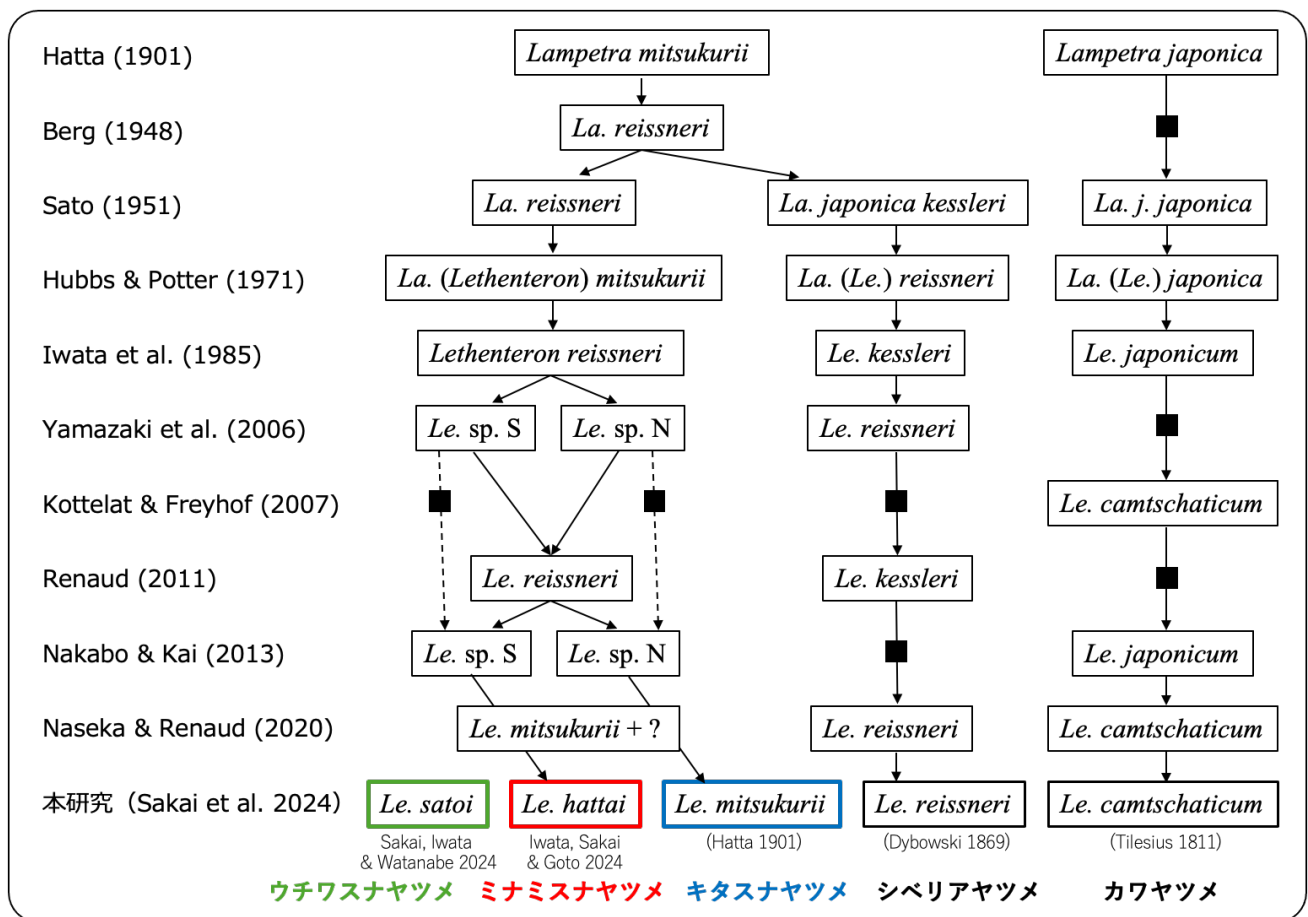 Hatta (1901) Lampetra mitsukurii Lampetra japonica
Berg (1948) La. reissneri
Sato (1951) La. reissneri La. japonica kessleri La. j. japonica
Hubbs & Potter (1971) La. (Lethenteron) mitsukurii La. (Le.) reissneri La. (Le.) japonica
Iwata et al. (1985) Lethenteron reissneri Le. kessleri Le. japonicum
Yamazaki et al. (2006) Le. sp. S Le. sp. N Le. reissneri
Kottelat & Freyhof (2007) Le. camtschaticum
Renaud (2011) Le. reissneri Le. kessleri
Nakabo & Kai (2013) Le. sp. S Le. sp. N Le. japonicum
Naseka & Renaud (2020) Le. mitsukurii + ? Le. reissneri Le. camtschaticum
本研究（Sakai et al. 2024） Le. satoi Le. hattai Le. mitsukurii Le. reissneri Le. camtschaticum
Sakai, Iwata Iwata, Sakai (Hatta 1901) (Dybowski 1869) (Tilesius 1811)
& Watanabe 2024 & Goto 2024
ウチワスナヤツメ ミナミスナヤツメ キタスナヤツメ シベリアヤツメ カワヤツメ